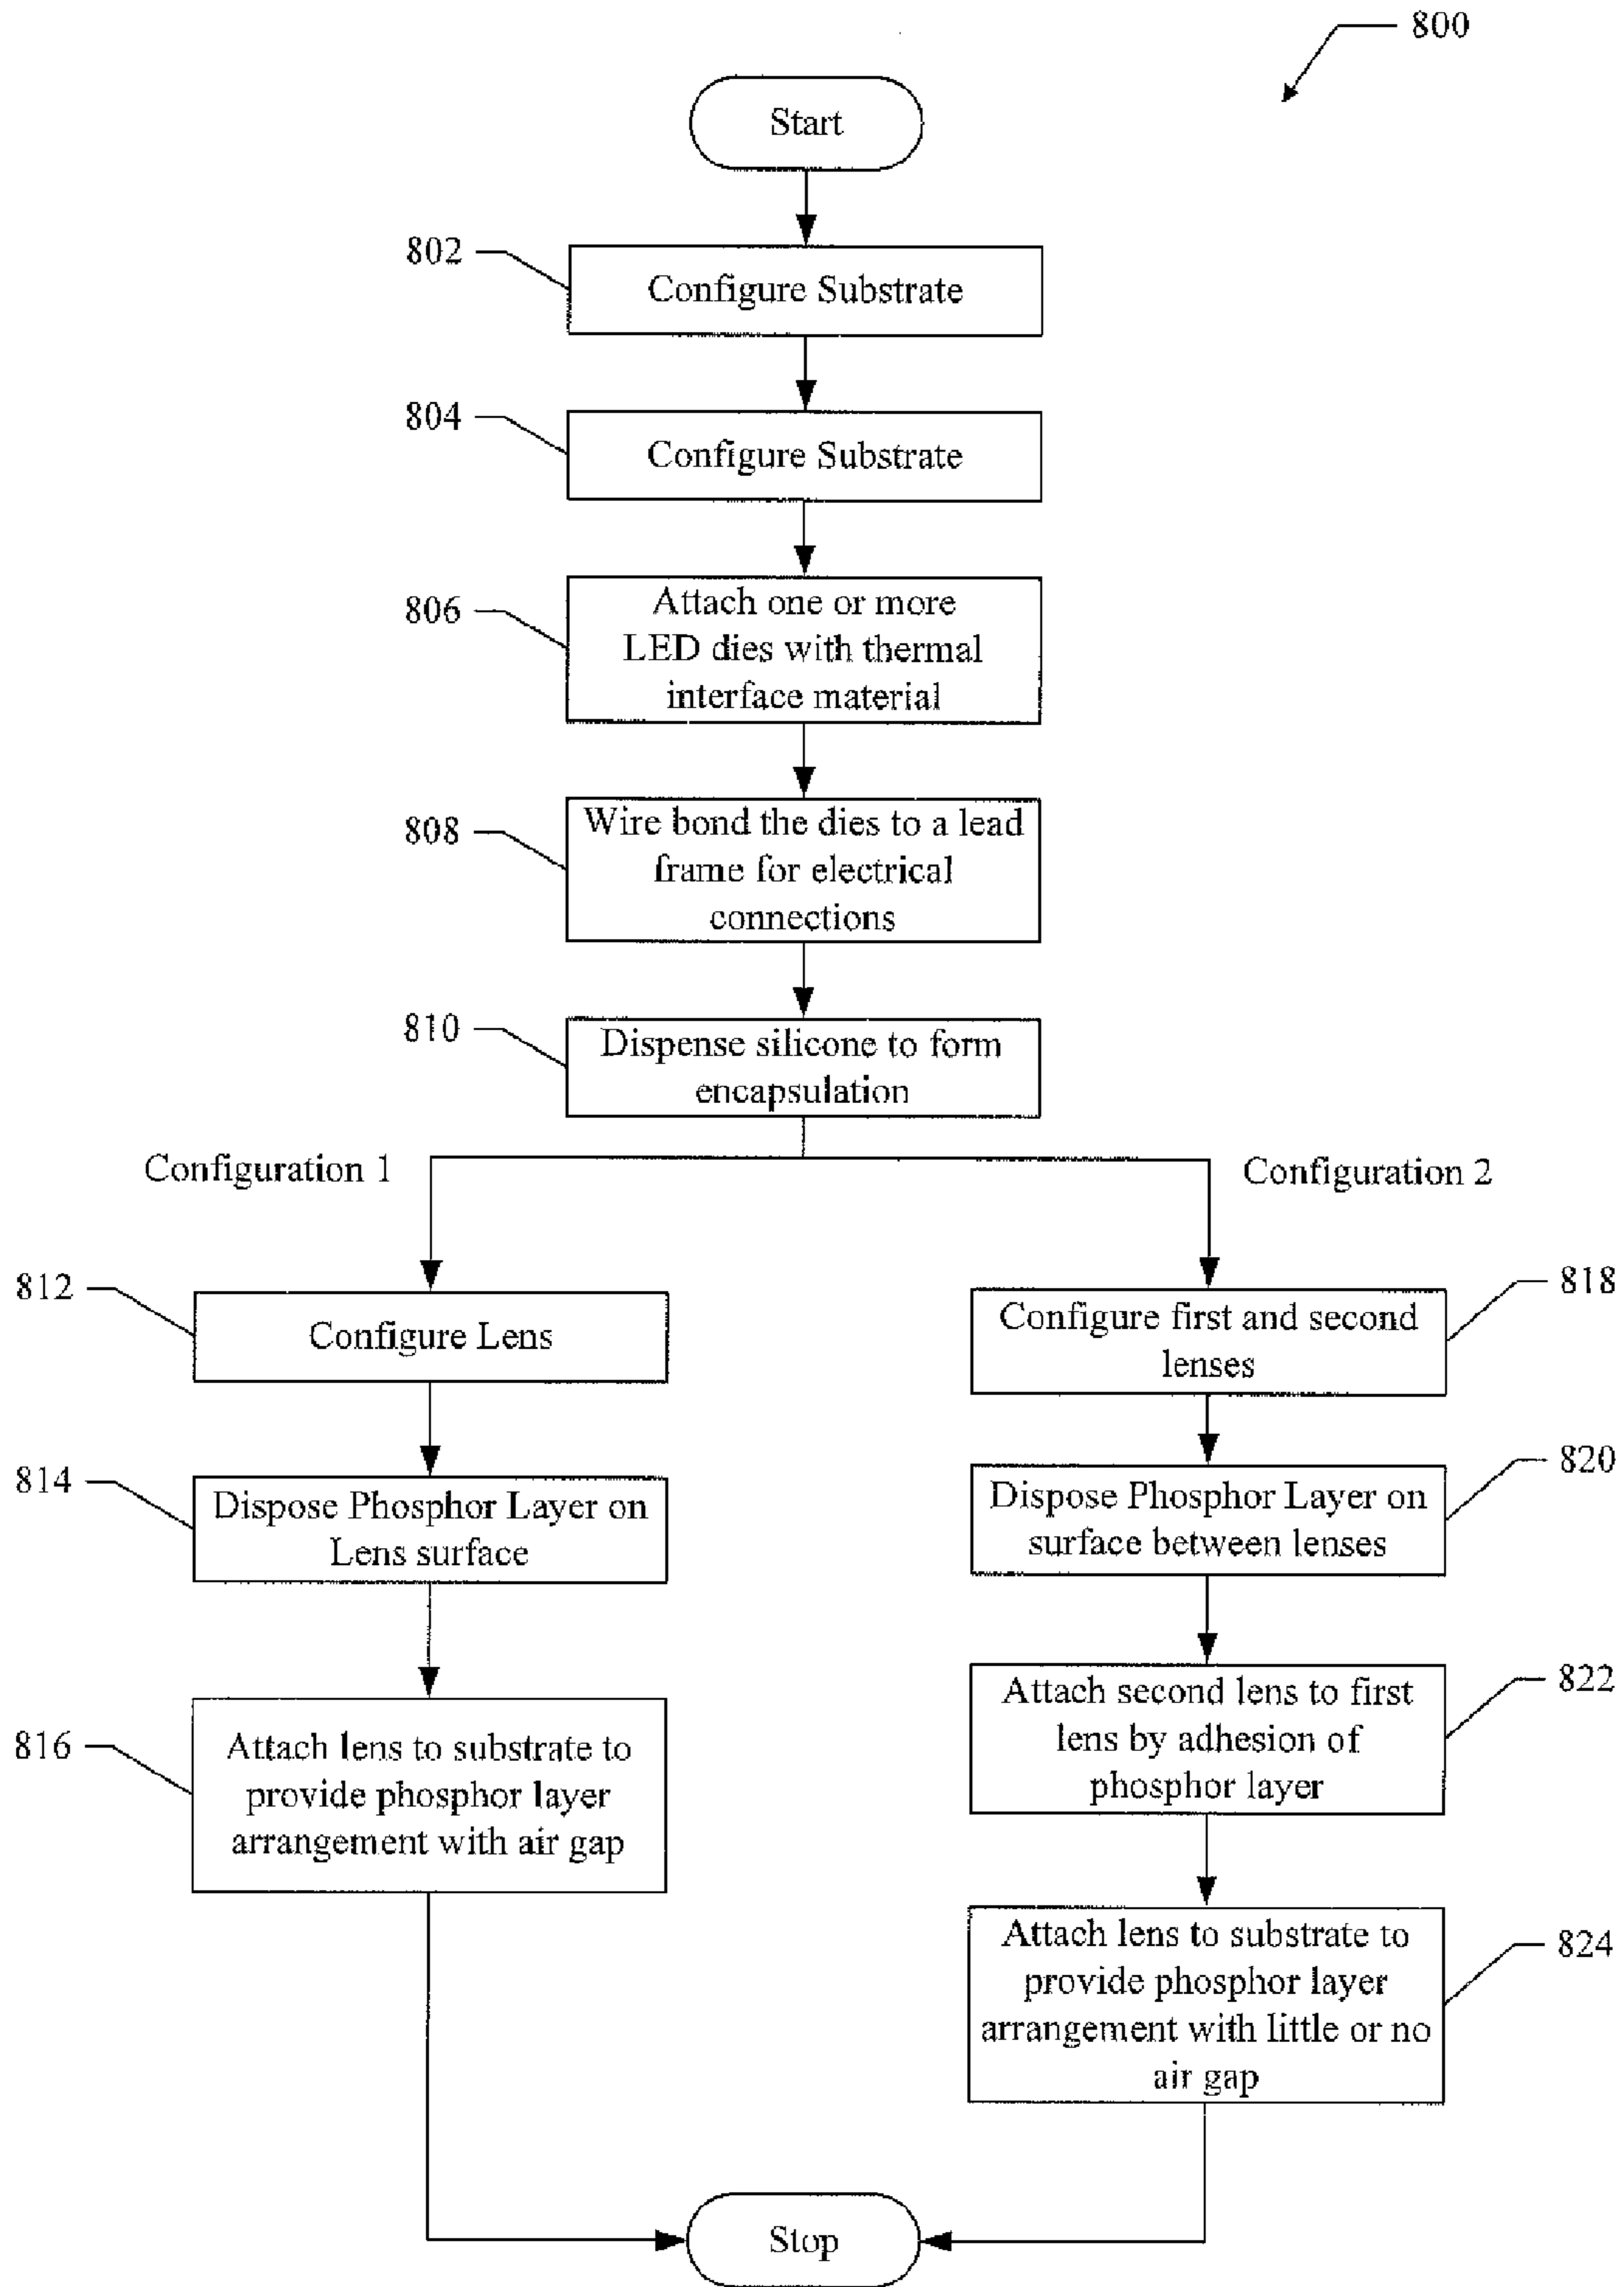 800
Start
802
Configure Substrate
804
Configure Substrate
806
Attach one or more
LED dies with thermal
interface material
808
Wire bond the dies to a lead
frame for electrical
connections
810
Dispense silicone to form
encapsulation
Configuration 1
Configuration 2
812
Configure Lens
814
Dispose Phosphor Layer on
Lens surface
816
Attach lens to substrate to
provide phosphor layer
arrangement with air gap
818
Configure first and second
lenses
820
Dispose Phosphor Layer on
surface between lenses
822
Attach second lens to first
lens by adhesion of
phosphor layer
824
Attach lens to substrate to
provide phosphor layer
arrangement with little or no
air gap
Stop